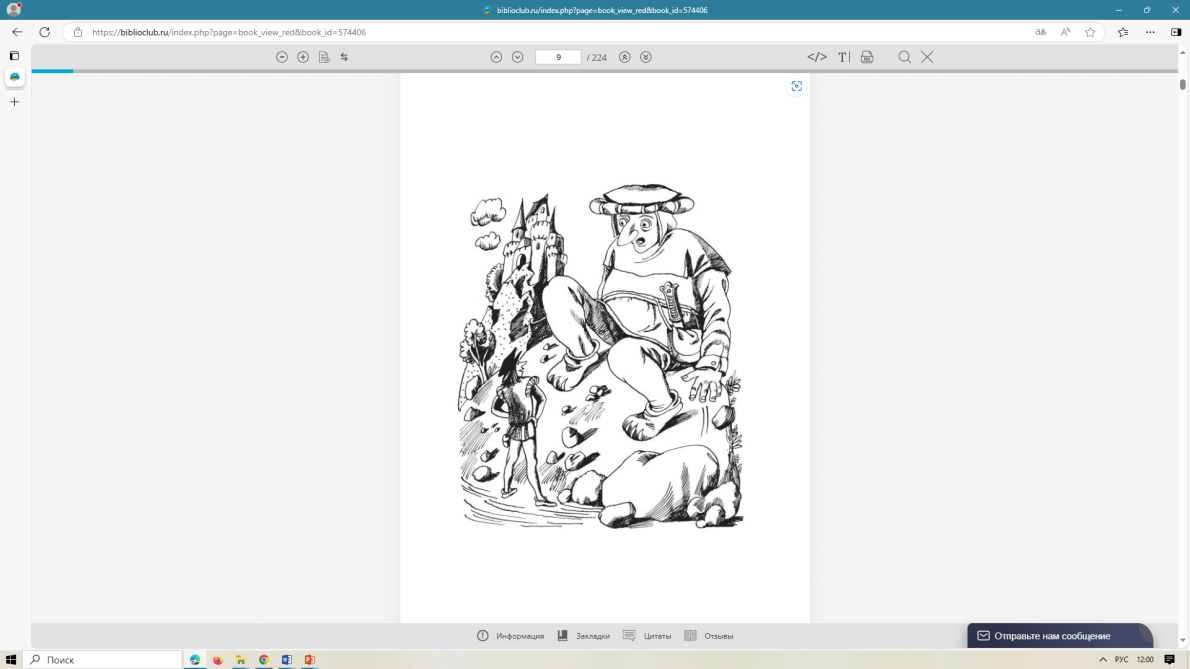 biblioclub.ru/index.php?page=book_view_red&book_id=574406
https://biblioclub.ru/index.php?page=book_view_red&book_id=574406
9 / 224
Информация Закладки Цитаты Отзывы
Отправьте нам сообщение
Поиск
РУС 12:00